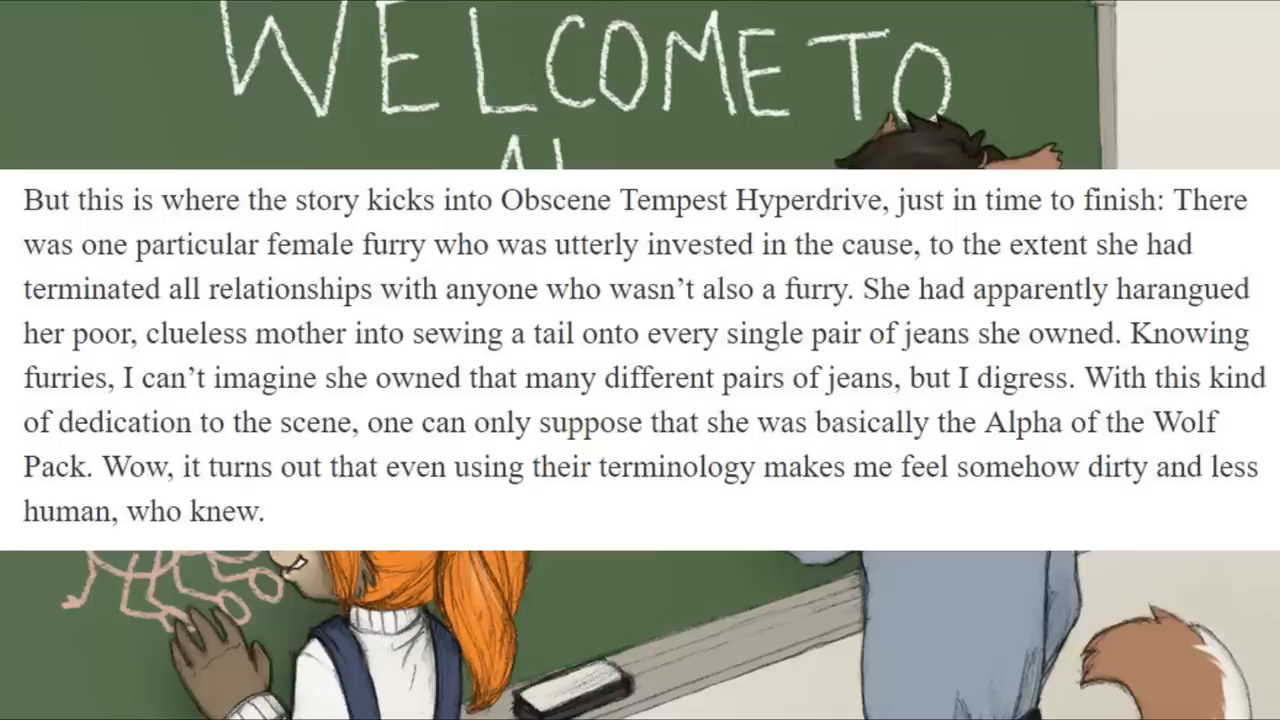 WELCOME TO
But this is where the story kicks into Obscene Tempest Hyperdrive, just in time to finish: There
was one particular female furry who was utterly invested in the cause, to the extent she had
terminated all relationships with anyone who wasn’t also a furry. She had apparently harangued
her poor, clueless mother into sewing a tail onto every single pair of jeans she owned. Knowing
furries, I can’t imagine she owned that many different pairs of jeans, but I digress. With this kind
of dedication to the scene, one can only suppose that she was basically the Alpha of the Wolf
Pack. Wow, it turns out that even using their terminology makes me feel somehow dirty and less
human, who knew.